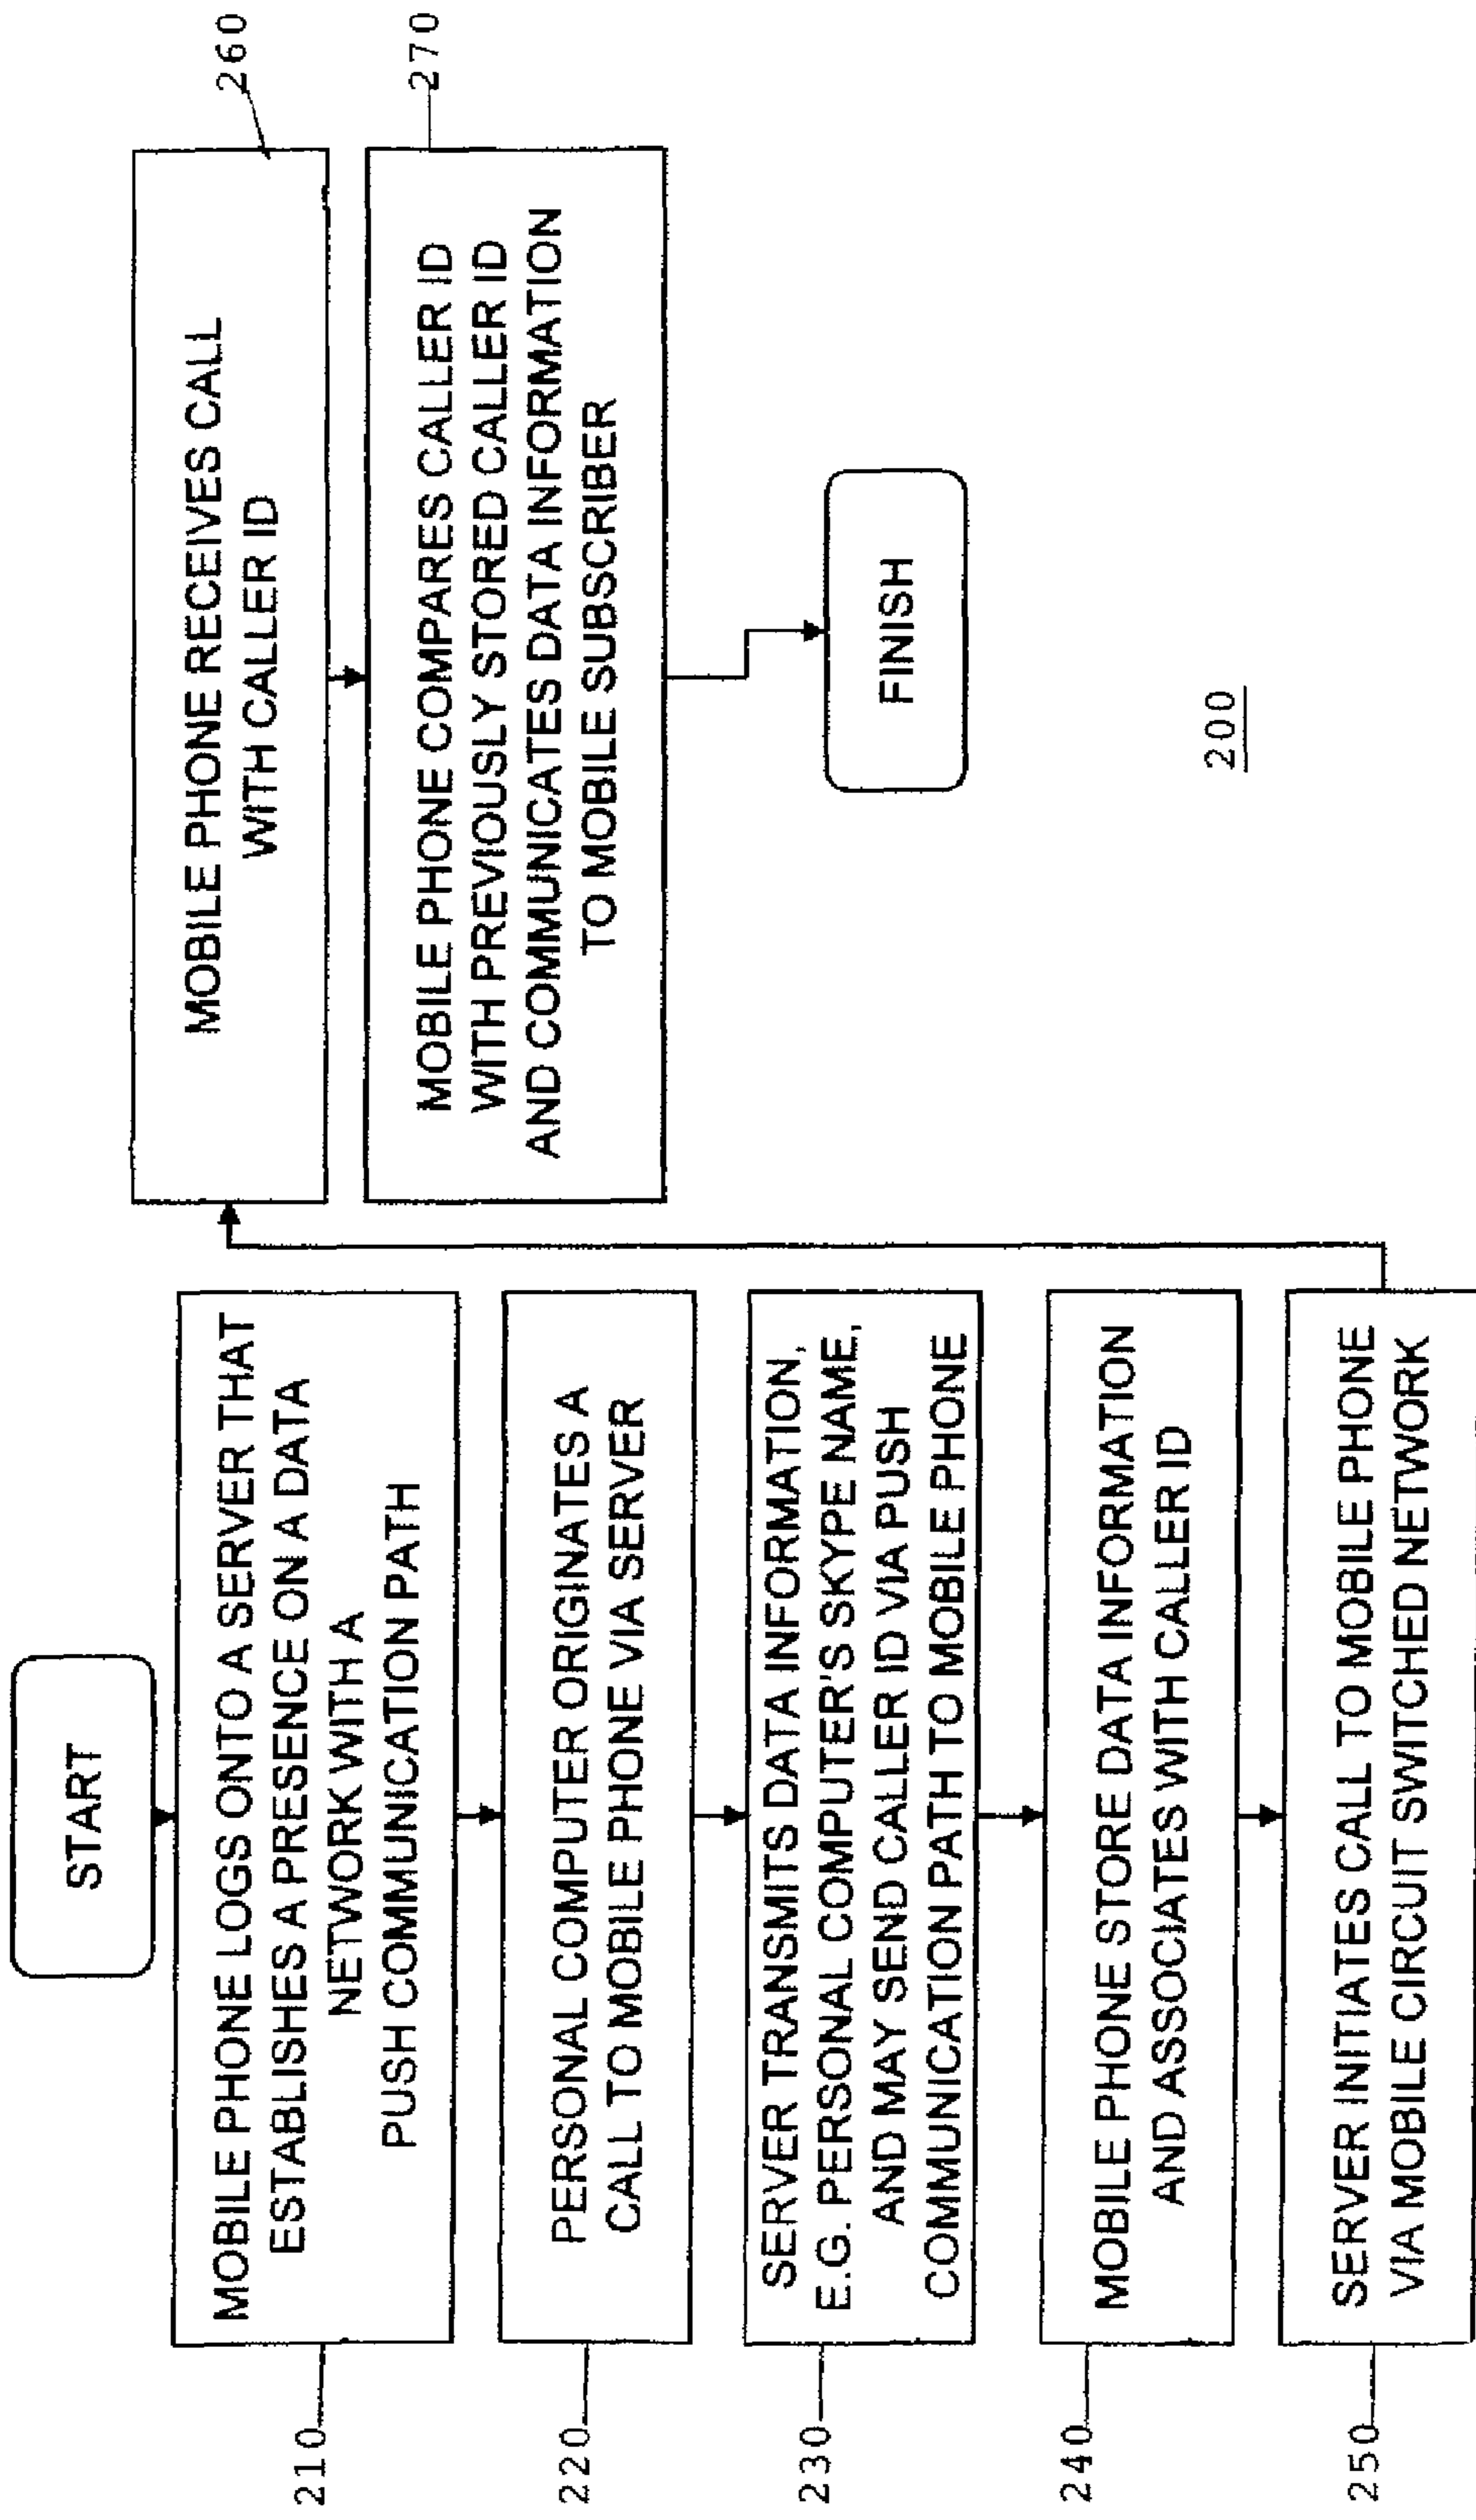 START
210
MOBILE PHONE LOGS ONTO A SERVER THAT
ESTABLISHES A PRESENCE ON A DATA
NETWORK WITH A
PUSH COMMUNICATION PATH
220
PERSONAL COMPUTER ORIGINATES A
CALL TO MOBILE PHONE VIA SERVER
230
SERVER TRANSMITS DATA INFORMATION,
E.G. PERSONAL COMPUTER'S SKYPE NAME,
AND MAY SEND CALLER ID VIA PUSH
COMMUNICATION PATH TO MOBILE PHONE
240
MOBILE PHONE STORE DATA INFORMATION
AND ASSOCIATES WITH CALLER ID
250
SERVER INITIATES CALL TO MOBILE PHONE
VIA MOBILE CIRCUIT SWITCHED NETWORK
260
MOBILE PHONE RECEIVES CALL
WITH CALLER ID
270
MOBILE PHONE COMPARES CALLER ID
WITH PREVIOUSLY STORED CALLER ID
AND COMMUNICATES DATA INFORMATION
TO MOBILE SUBSCRIBER
FINISH
200